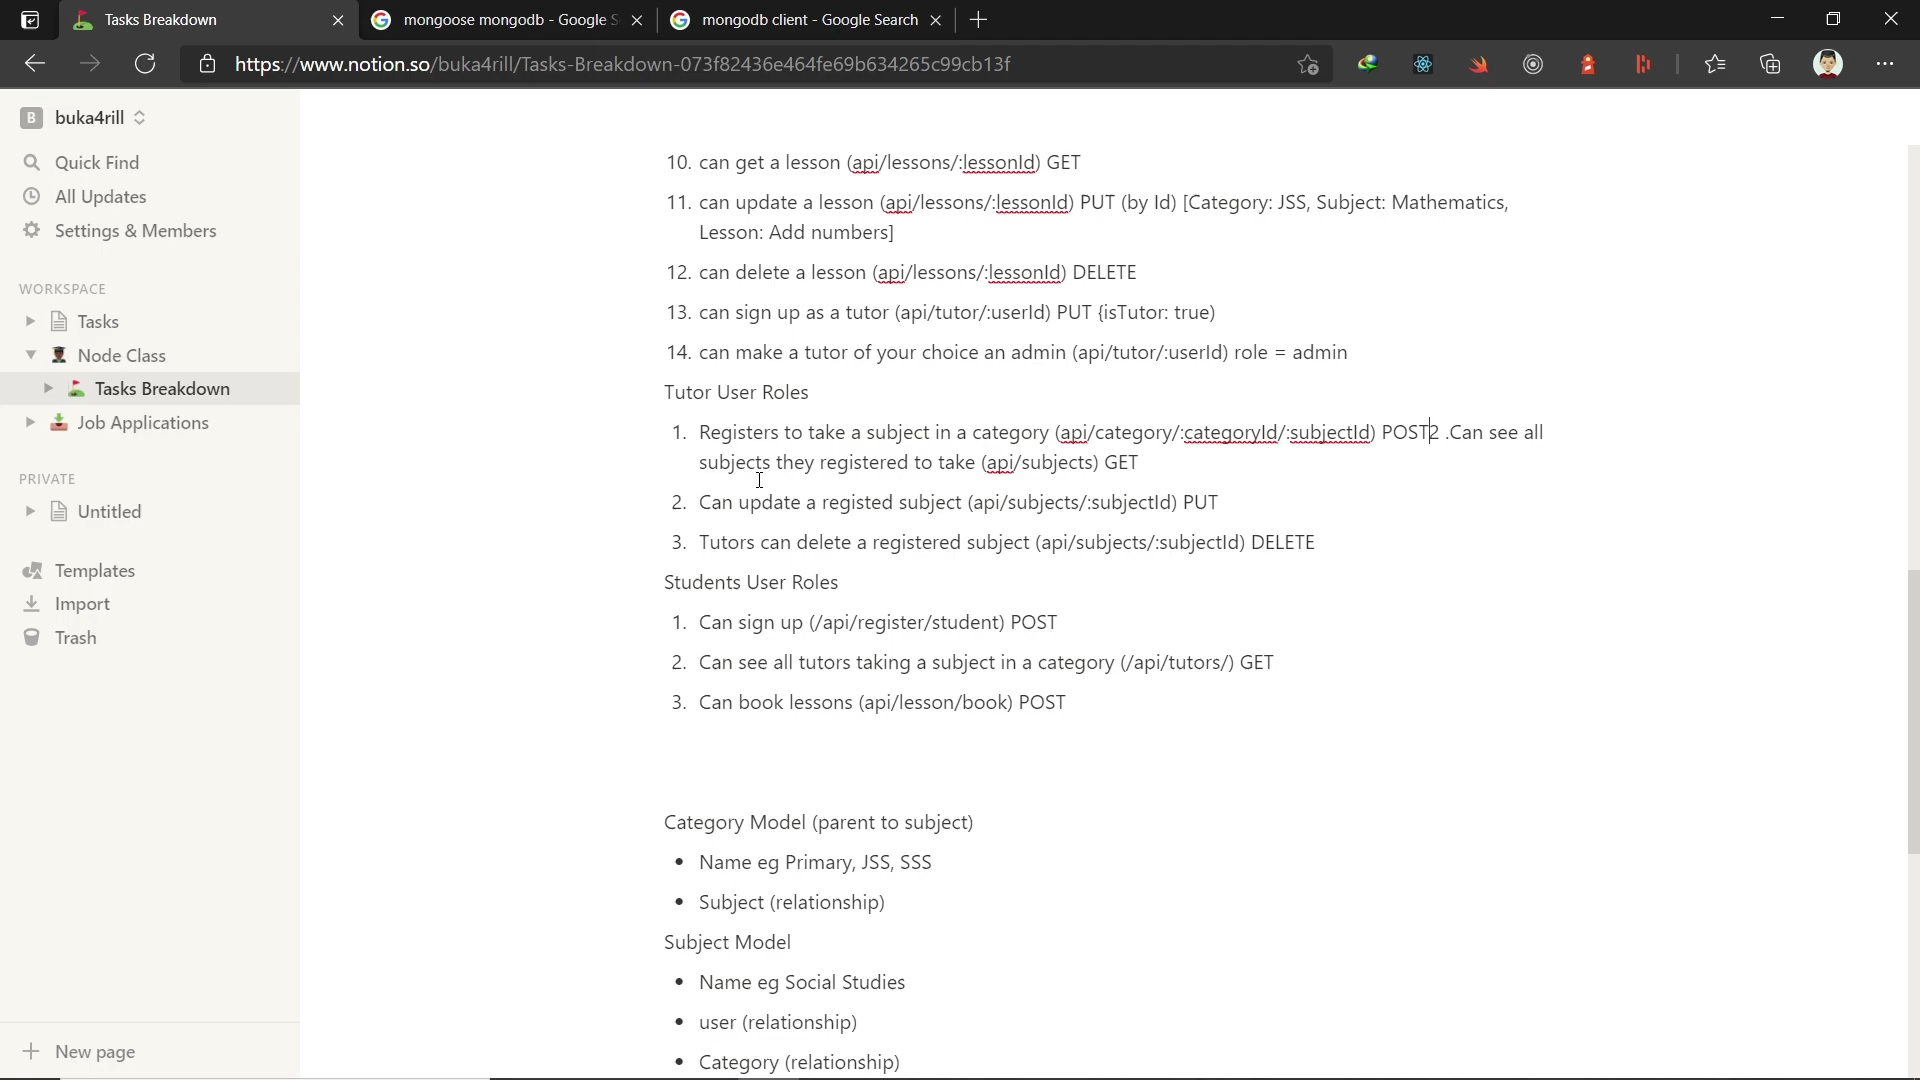 Tasks Breakdown
mongoose mongodb - Google S
mongodb client - Google Search
https://www.notion.so/buka4rill/Tasks-Breakdown-073f82436e464fe69b634265c99cb13f
B buka4rill
Quick Find
All Updates
Settings & Members
WORKSPACE
Tasks
Node Class
Tasks Breakdown
Job Applications
PRIVATE
Untitled
Templates
Import
Trash
New page
10. can get a lesson (api/lessons/:lessonId) GET
11. can update a lesson (api/lessons/:lessonId) PUT (by Id) [Category: JSS, Subject: Mathematics,
Lesson: Add numbers]
12. can delete a lesson (api/lessons/:lessonId) DELETE
13. can sign up as a tutor (api/tutor/:userId) PUT {isTutor: true)
14. can make a tutor of your choice an admin (api/tutor/:userId) role = admin
Tutor User Roles
1. Registers to take a subject in a category (api/category/:categoryId/:subjectId) POST2 .Can see all
subjects they registered to take (api/subjects) GET
2. Can update a registed subject (api/subjects/:subjectId) PUT
3. Tutors can delete a registered subject (api/subjects/:subjectId) DELETE
Students User Roles
1. Can sign up (/api/register/student) POST
2. Can see all tutors taking a subject in a category (/api/tutors/) GET
3. Can book lessons (api/lesson/book) POST
Category Model (parent to subject)
• Name eg Primary, JSS, SSS
• Subject (relationship)
Subject Model
• Name eg Social Studies
• user (relationship)
• Category (relationship)